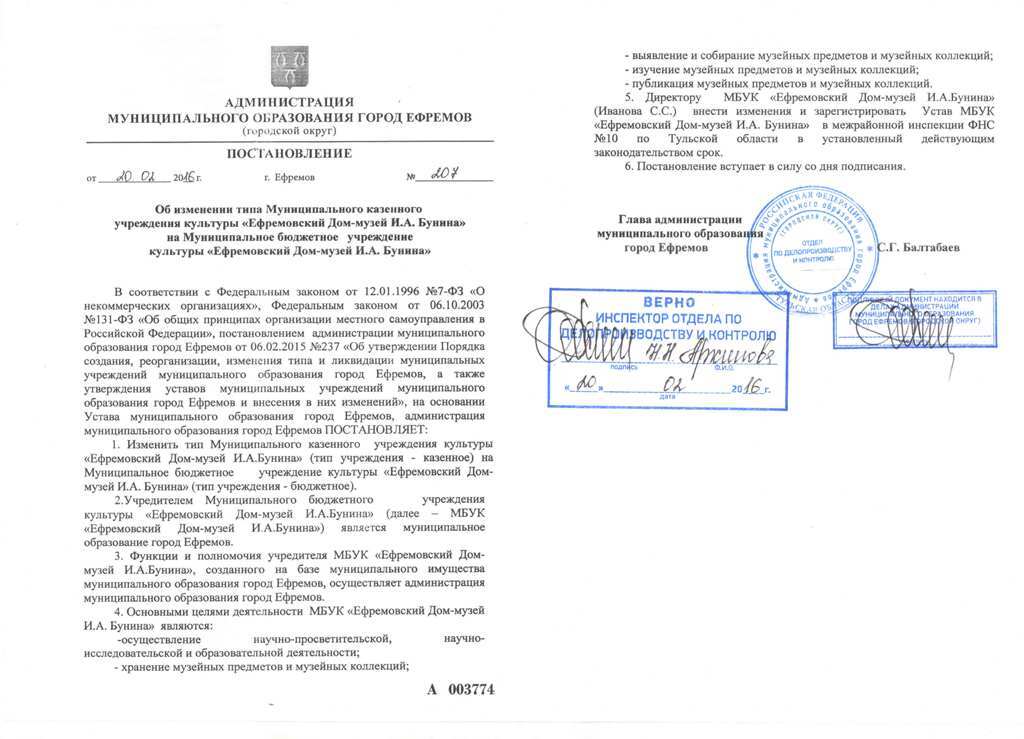 АДМИНИСТРАЦИЯ
МУНИЦИПАЛЬНОГО ОБРАЗОВАНИЯ ГОРОД ЕФРЕМОВ
(городской округ)
ПОСТАНОВЛЕНИЕ
от 20 02 2016 г. г. Ефремов № 207
Об изменении типа Муниципального казенного
учреждения культуры «Ефремовский Дом-музей И.А. Бунина»
на Муниципальное бюджетное учреждение
культуры «Ефремовский Дом-музей И.А. Бунина»
В соответствии с Федеральным законом от 12.01.1996 №7-ФЗ «О
некоммерческих организациях», Федеральным законом от 06.10.2003
№131-ФЗ «Об общих принципах организации местного самоуправления в
Российской Федерации», постановлением администрации муниципального
образования город Ефремов от 06.02.2015 №237 «Об утверждении Порядка
создания, реорганизации, изменения типа и ликвидации муниципальных
учреждений муниципального образования город Ефремов, а также
утверждения уставов муниципальных учреждений муниципального
образования город Ефремов и внесения в них изменений», на основании
Устава муниципального образования город Ефремов, администрация
муниципального образования город Ефремов ПОСТАНОВЛЯЕТ:
1. Изменить тип Муниципального казенного учреждения культуры
«Ефремовский Дом-музей И.А.Бунина» (тип учреждения - казенное) на
Муниципальное бюджетное учреждение культуры «Ефремовский Дом-
музей И.А. Бунина» (тип учреждения - бюджетное).
2.Учредителем Муниципального бюджетного учреждения
культуры «Ефремовский Дом-музей И.А.Бунина» (далее – МБУК
«Ефремовский Дом-музей И.А.Бунина») является муниципальное
образование город Ефремов.
3. Функции и полномочия учредителя МБУК «Ефремовский Дом-
музей И.А.Бунина», созданного на базе муниципального имущества
муниципального образования город Ефремов, осуществляет администрация
муниципального образования город Ефремов.
4. Основными целями деятельности МБУК «Ефремовский Дом-музей
И.А. Бунина» являются:
-осуществление научно-просветительской, научно-
исследовательской и образовательной деятельности;
- хранение музейных предметов и музейных коллекций;
А 003774
- выявление и собирание музейных предметов и музейных коллекций;
- изучение музейных предметов и музейных коллекций;
- публикация музейных предметов и музейных коллекций.
5. Директору МБУК «Ефремовский Дом-музей И.А.Бунина»
(Иванова С.С.) внести изменения и зарегистрировать Устав МБУК
«Ефремовский Дом-музей И.А. Бунина» в межрайонной инспекции ФНС
№10 по Тульской области в установленный действующим
законодательством срок.
6. Постановление вступает в силу со дня подписания.
Глава администрации
муниципального образования
город Ефремов С.Г. Балтабаев
РОССИЙСКАЯ ФЕДЕРАЦИЯ
Администрация муниципального образования город Ефремов
(городской округ)
ОТДЕЛ
ПО ДЕЛОПРОИЗВОДСТВУ
И КОНТРОЛЮ
ВЕРНО
ИНСПЕКТОР ОТДЕЛА ПО
ДЕЛОПРОИЗВОДСТВУ И КОНТРОЛЮ
подпись Ф.И.О.
«20» 02 2016 г.
дата
ПОДЛИННЫЙ ДОКУМЕНТ НАХОДИТСЯ В
ДЕЛАХ АДМИНИСТРАЦИИ
МУНИЦИПАЛЬНОГО ОБРАЗОВАНИЯ
ГОРОД ЕФРЕМОВ (ГОРОДСКОЙ ОКРУГ)